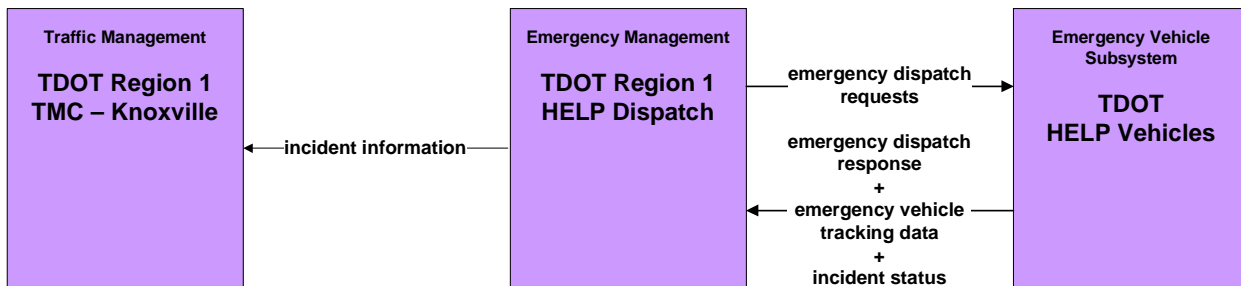 Traffic Management
TDOT Region 1
TMC – Knoxville
incident information
Emergency Management
TDOT Region 1
HELP Dispatch
emergency dispatch
requests
emergency dispatch
response
+
emergency vehicle
tracking data
+
incident status
Emergency Vehicle
Subsystem
TDOT
HELP Vehicles